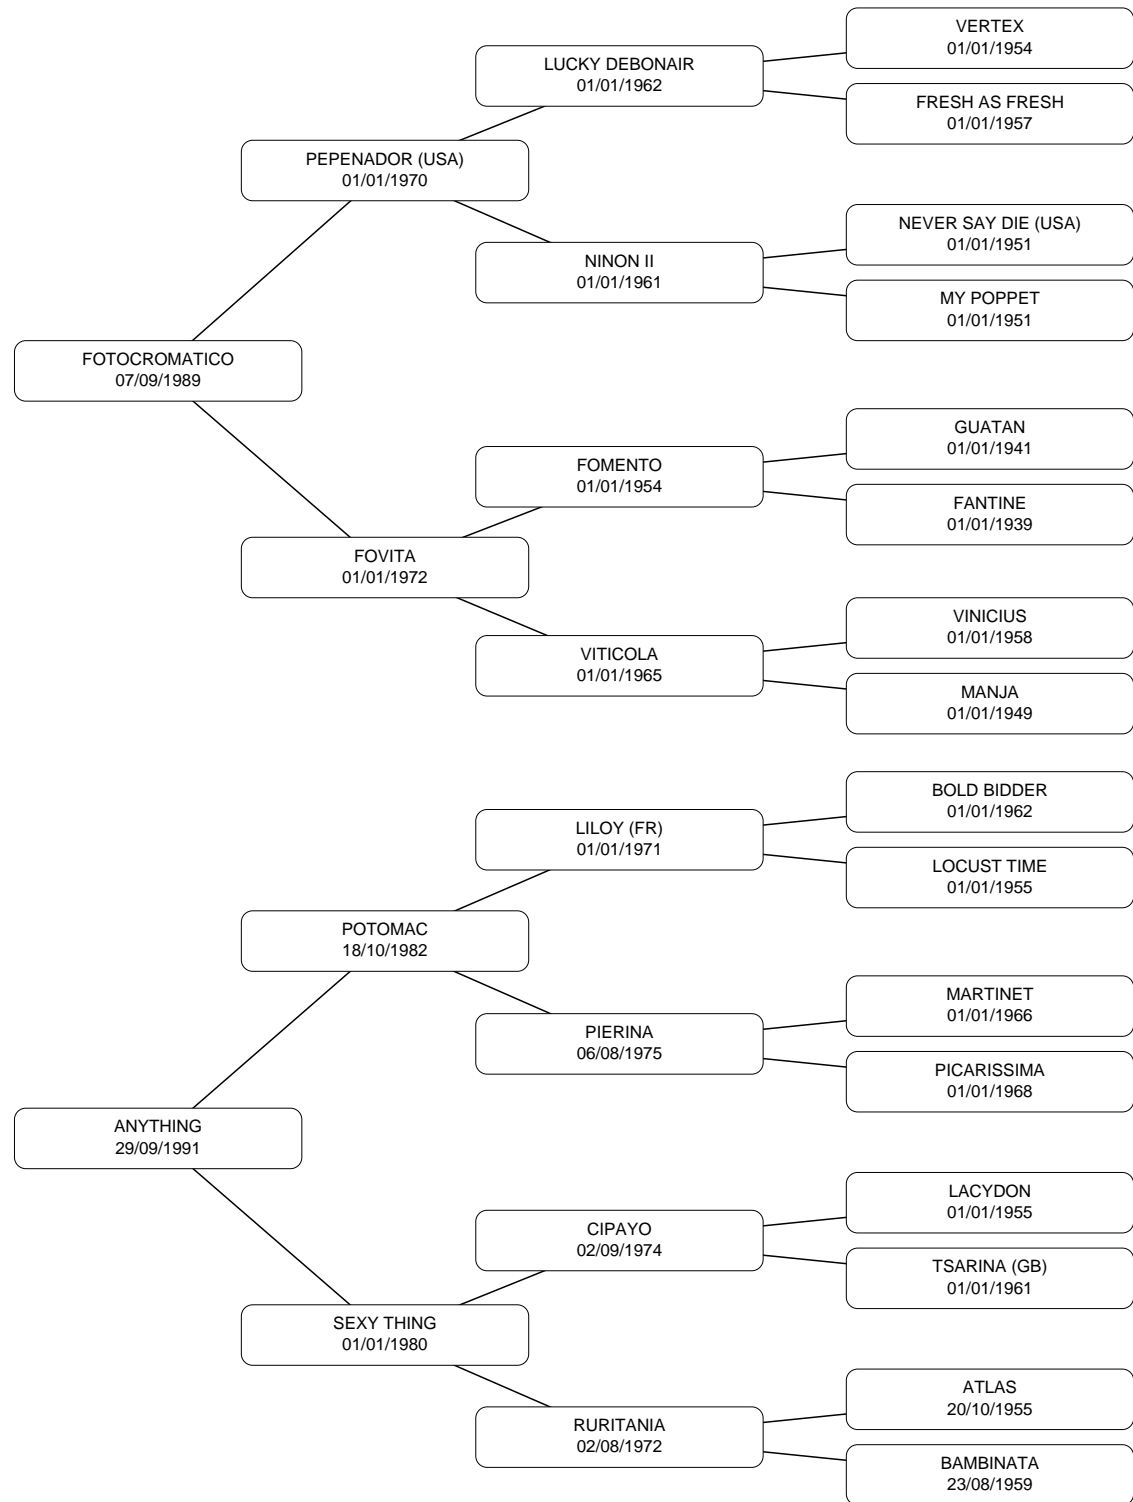 VERTEX
01/01/1954
LUCKY DEBONAIR
01/01/1962
FRESH AS FRESH
01/01/1957
PEPENADOR (USA)
01/01/1970
NEVER SAY DIE (USA)
01/01/1951
NINON II
01/01/1961
MY POPPET
01/01/1951
FOTOCROMATICO
07/09/1989
GUATAN
01/01/1941
FOMENTO
01/01/1954
FANTINE
01/01/1939
FOVITA
01/01/1972
VINICIUS
01/01/1958
VITICOLA
01/01/1965
MANJA
01/01/1949
BOLD BIDDER
01/01/1962
LILOY (FR)
01/01/1971
LOCUST TIME
01/01/1955
POTOMAC
18/10/1982
MARTINET
01/01/1966
PIERINA
06/08/1975
PICARISSIMA
01/01/1968
ANYTHING
29/09/1991
LACYDON
01/01/1955
CIPAYO
02/09/1974
TSARINA (GB)
01/01/1961
SEXY THING
01/01/1980
ATLAS
20/10/1955
RURITANIA
02/08/1972
BAMBINATA
23/08/1959